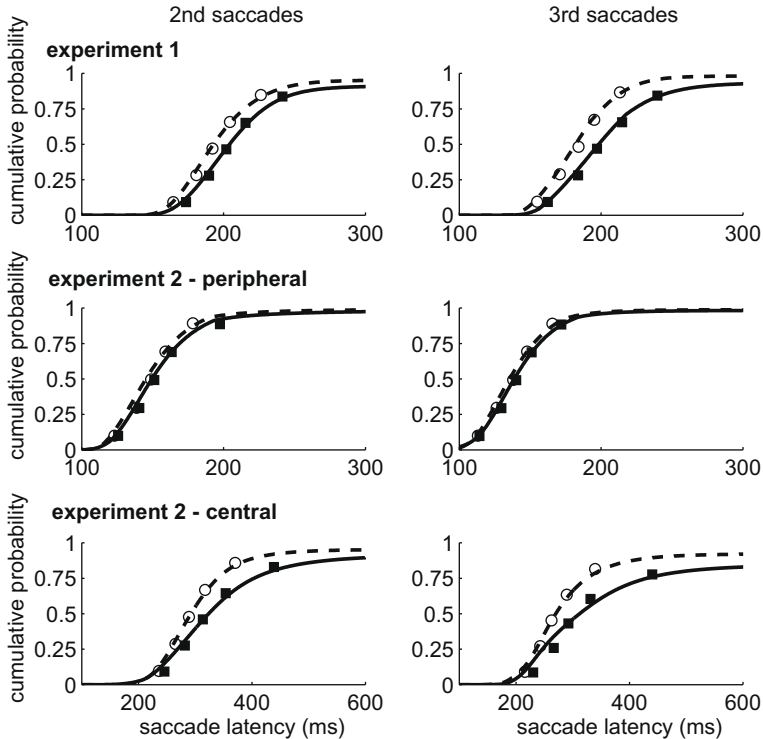 2nd saccades 3rd saccades
experiment 1
cumulative probability
1 1
0.75 0.75
0.5 0.5
0.25 0.25
0 0
100 200 300 100 200 300
experiment 2 - peripheral
cumulative probability
1 1
0.75 0.75
0.5 0.5
0.25 0.25
0 0
100 200 300 100 200 300
experiment 2 - central
cumulative probability
1 1
0.75 0.75
0.5 0.5
0.25 0.25
0 0
200 400 600 200 400 600
saccade latency (ms) saccade latency (ms)